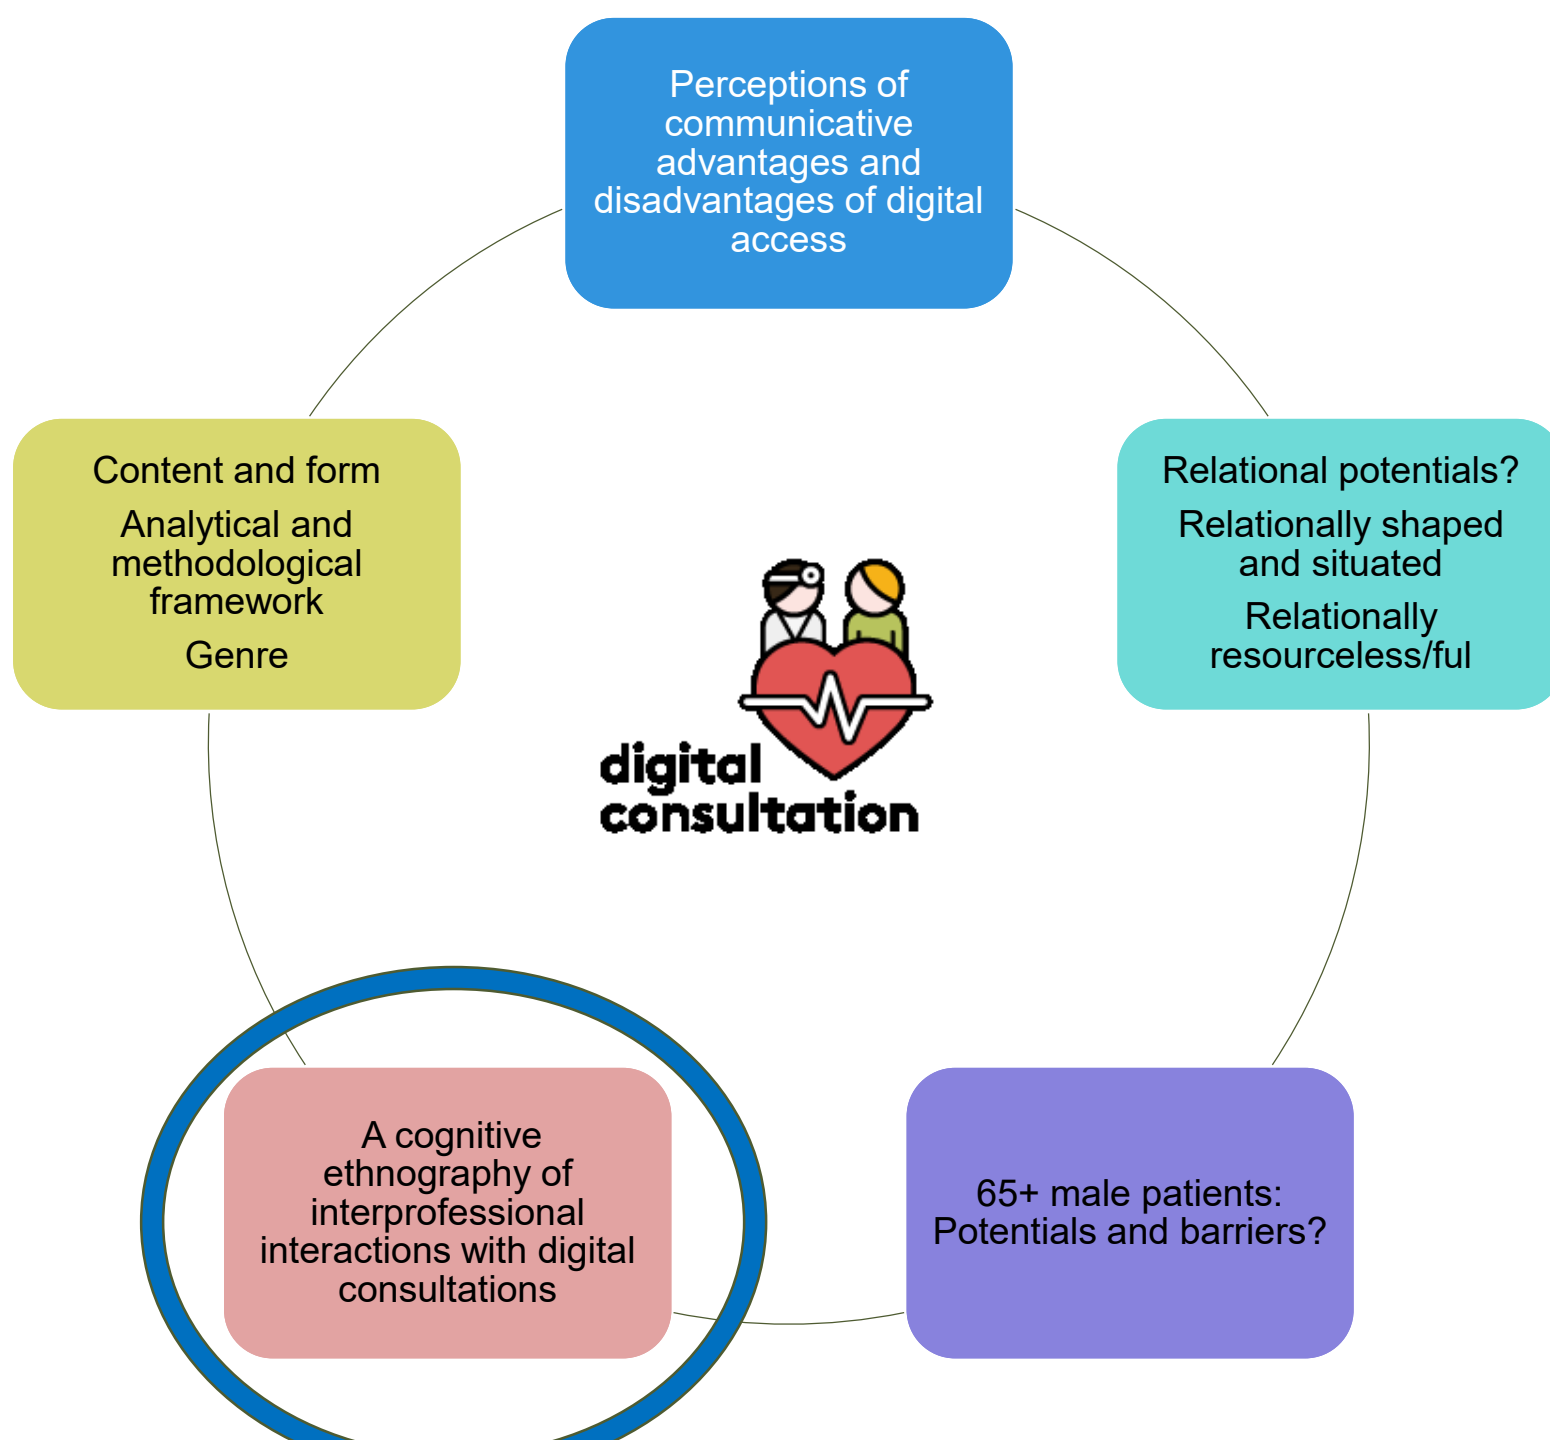 Perceptions of
communicative
advantages and
disadvantages of digital
access
Content and form
Analytical and
methodological
framework
Genre
Relational potentials?
Relationally shaped
and situated
Relationally
resourceless/ful
digital
consultation
A cognitive
ethnography of
interprofessional
interactions with digital
consultations
65+ male patients:
Potentials and barriers?